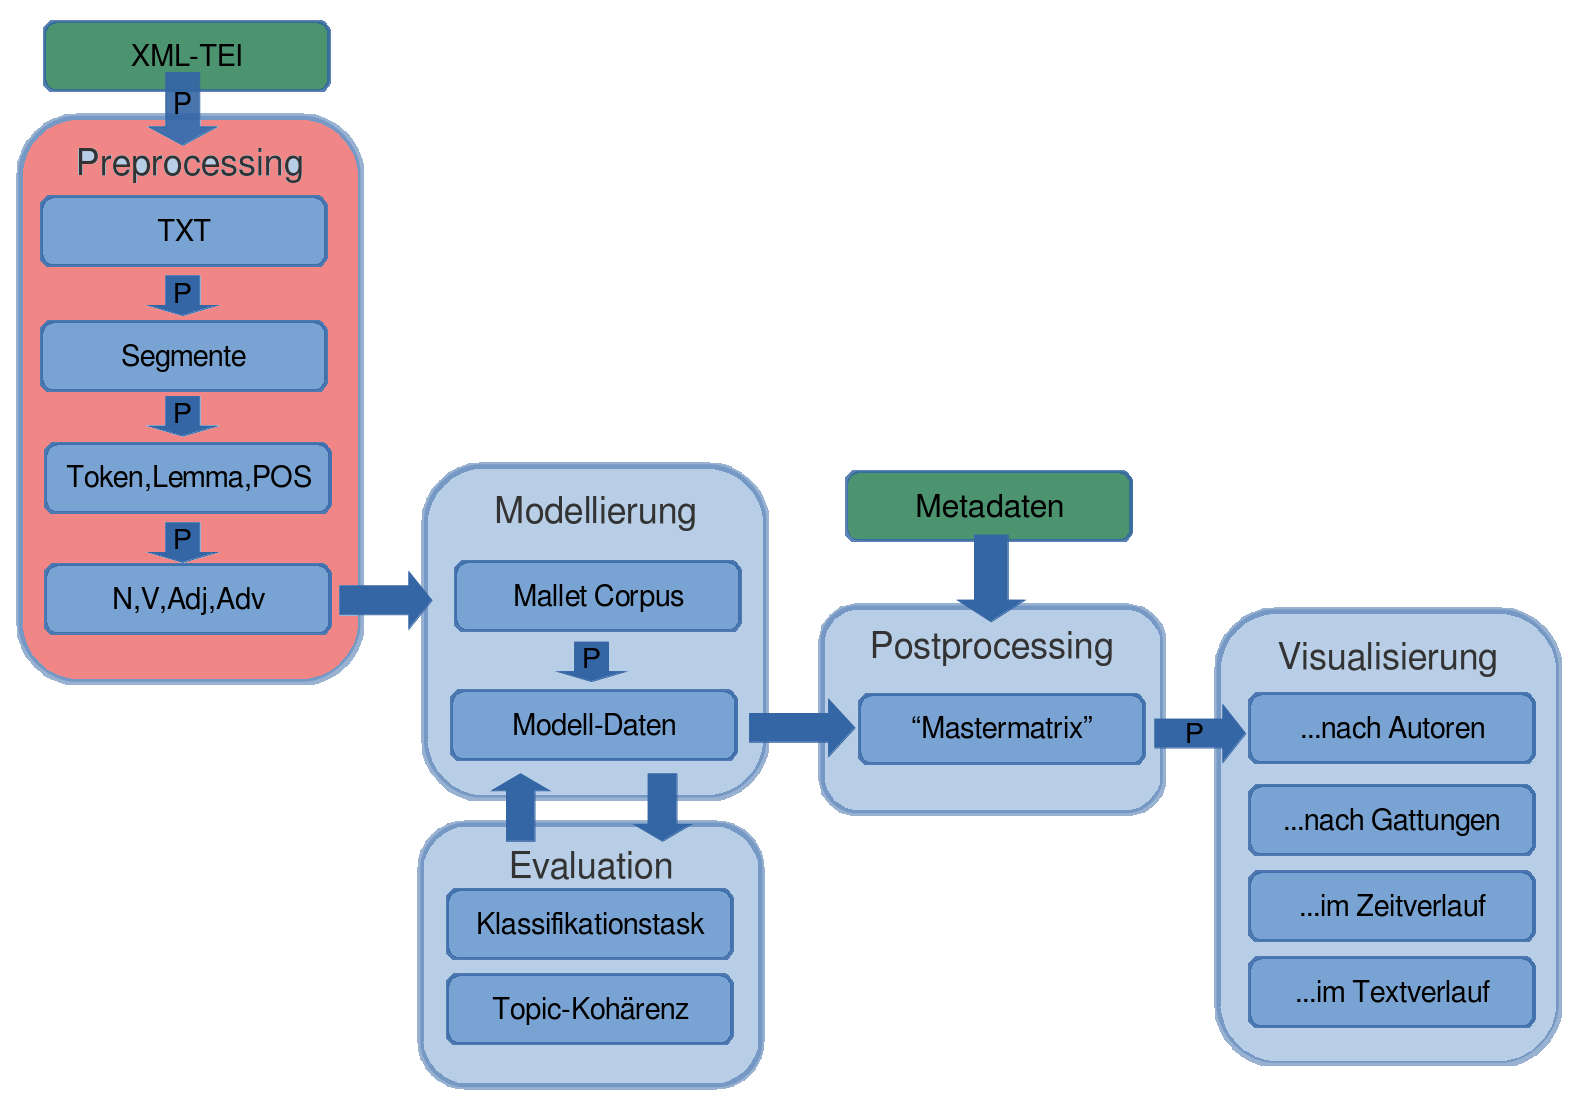 XML-TEI
P
Preprocessing
TXT
P
Segmente
P
Token,Lemma,POS
P
N,V,Adj,Adv
Modellierung
Mallet Corpus
P
Modell-Daten
Evaluation
Klassifikationstask
Topic-Kohärenz
Metadaten
Postprocessing
“Mastermatrix”
P
Visualisierung
...nach Autoren
...nach Gattungen
...im Zeitverlauf
...im Textverlauf